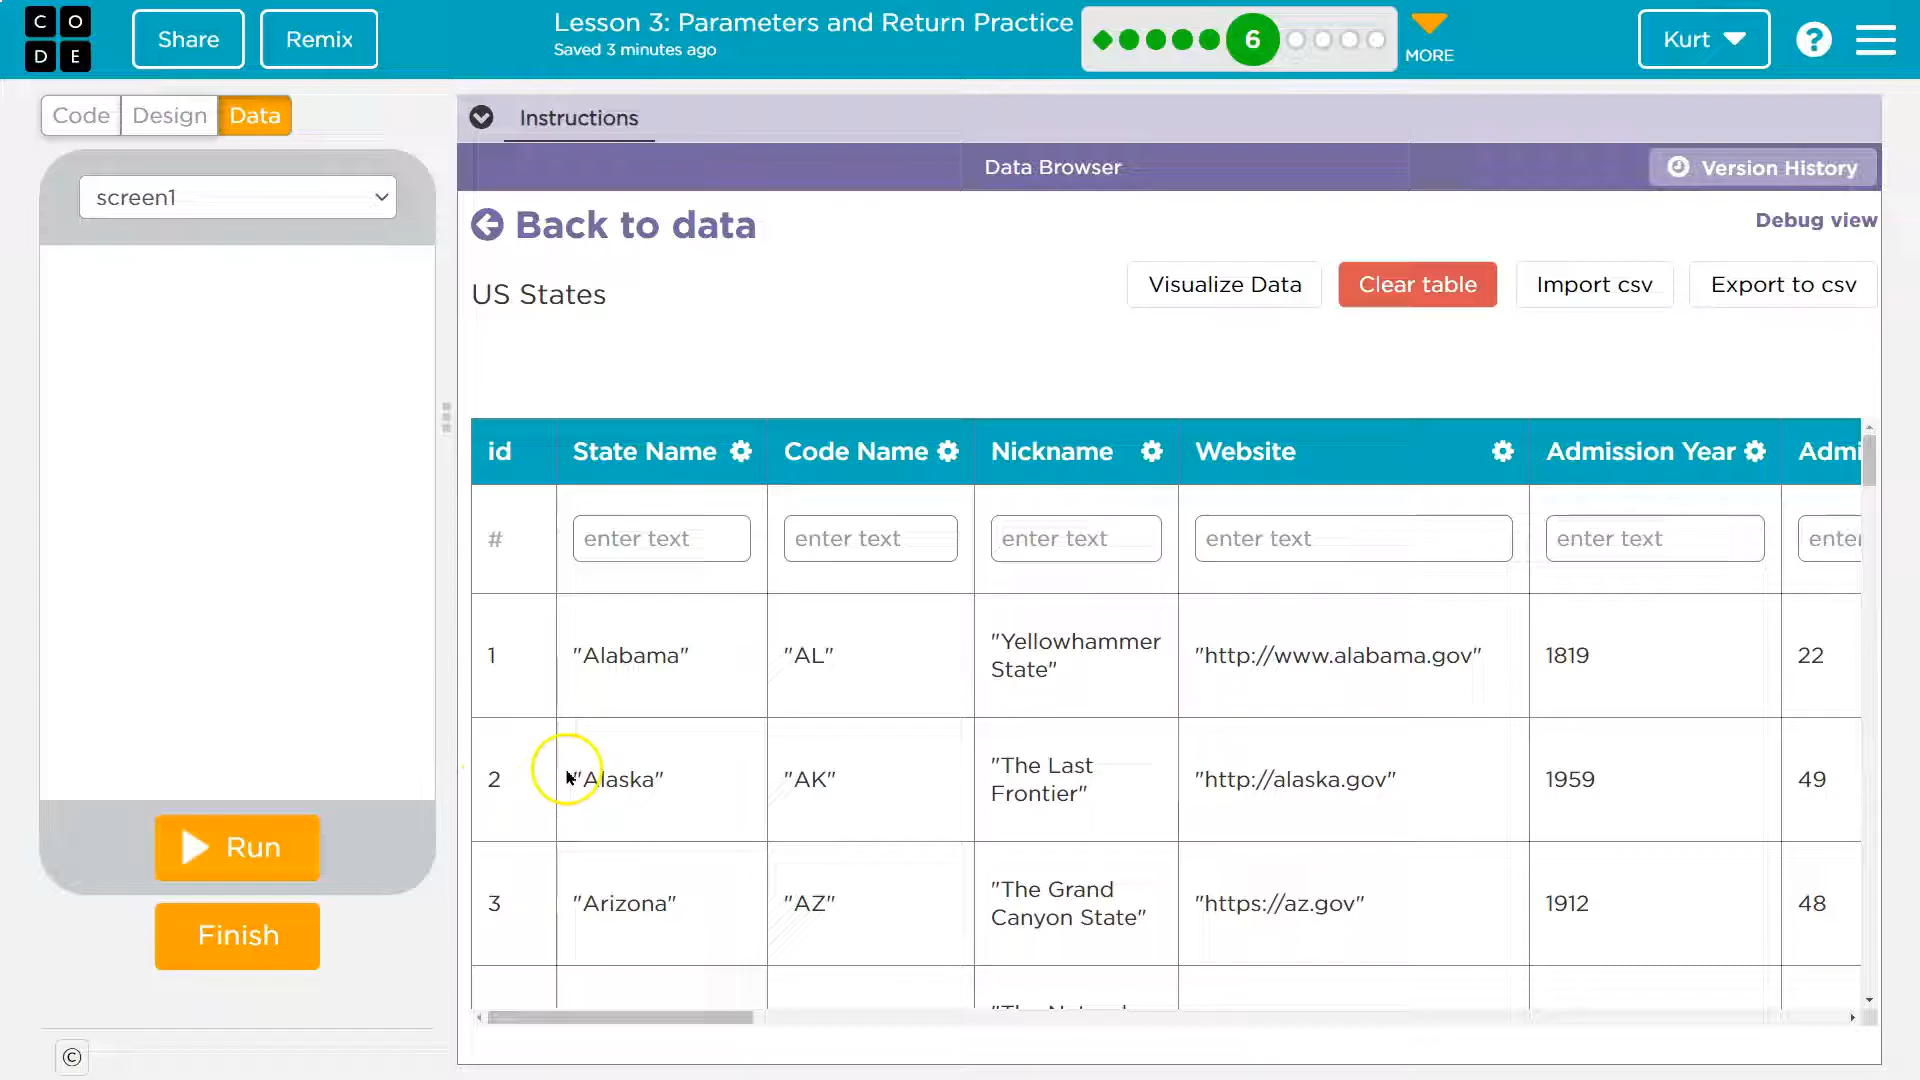 CODE
Share
Remix
Lesson 3: Parameters and Return Practice
Saved 3 minutes ago
6
MORE
Kurt
?
Code
Design
Data
Instructions
Data Browser
Version History
screen1
Back to data
Debug view
US States
Visualize Data
Clear table
Import csv
Export to csv
id State Name Code Name Nickname Website Admission Year Admi
# enter text enter text enter text enter text enter text enter
1 "Alabama" "AL" "Yellowhammer State" "http://www.alabama.gov" 1819 22
2 "Alaska" "AK" "The Last Frontier" "http://alaska.gov" 1959 49
3 "Arizona" "AZ" "The Grand Canyon State" "https://az.gov" 1912 48
Run
Finish
©